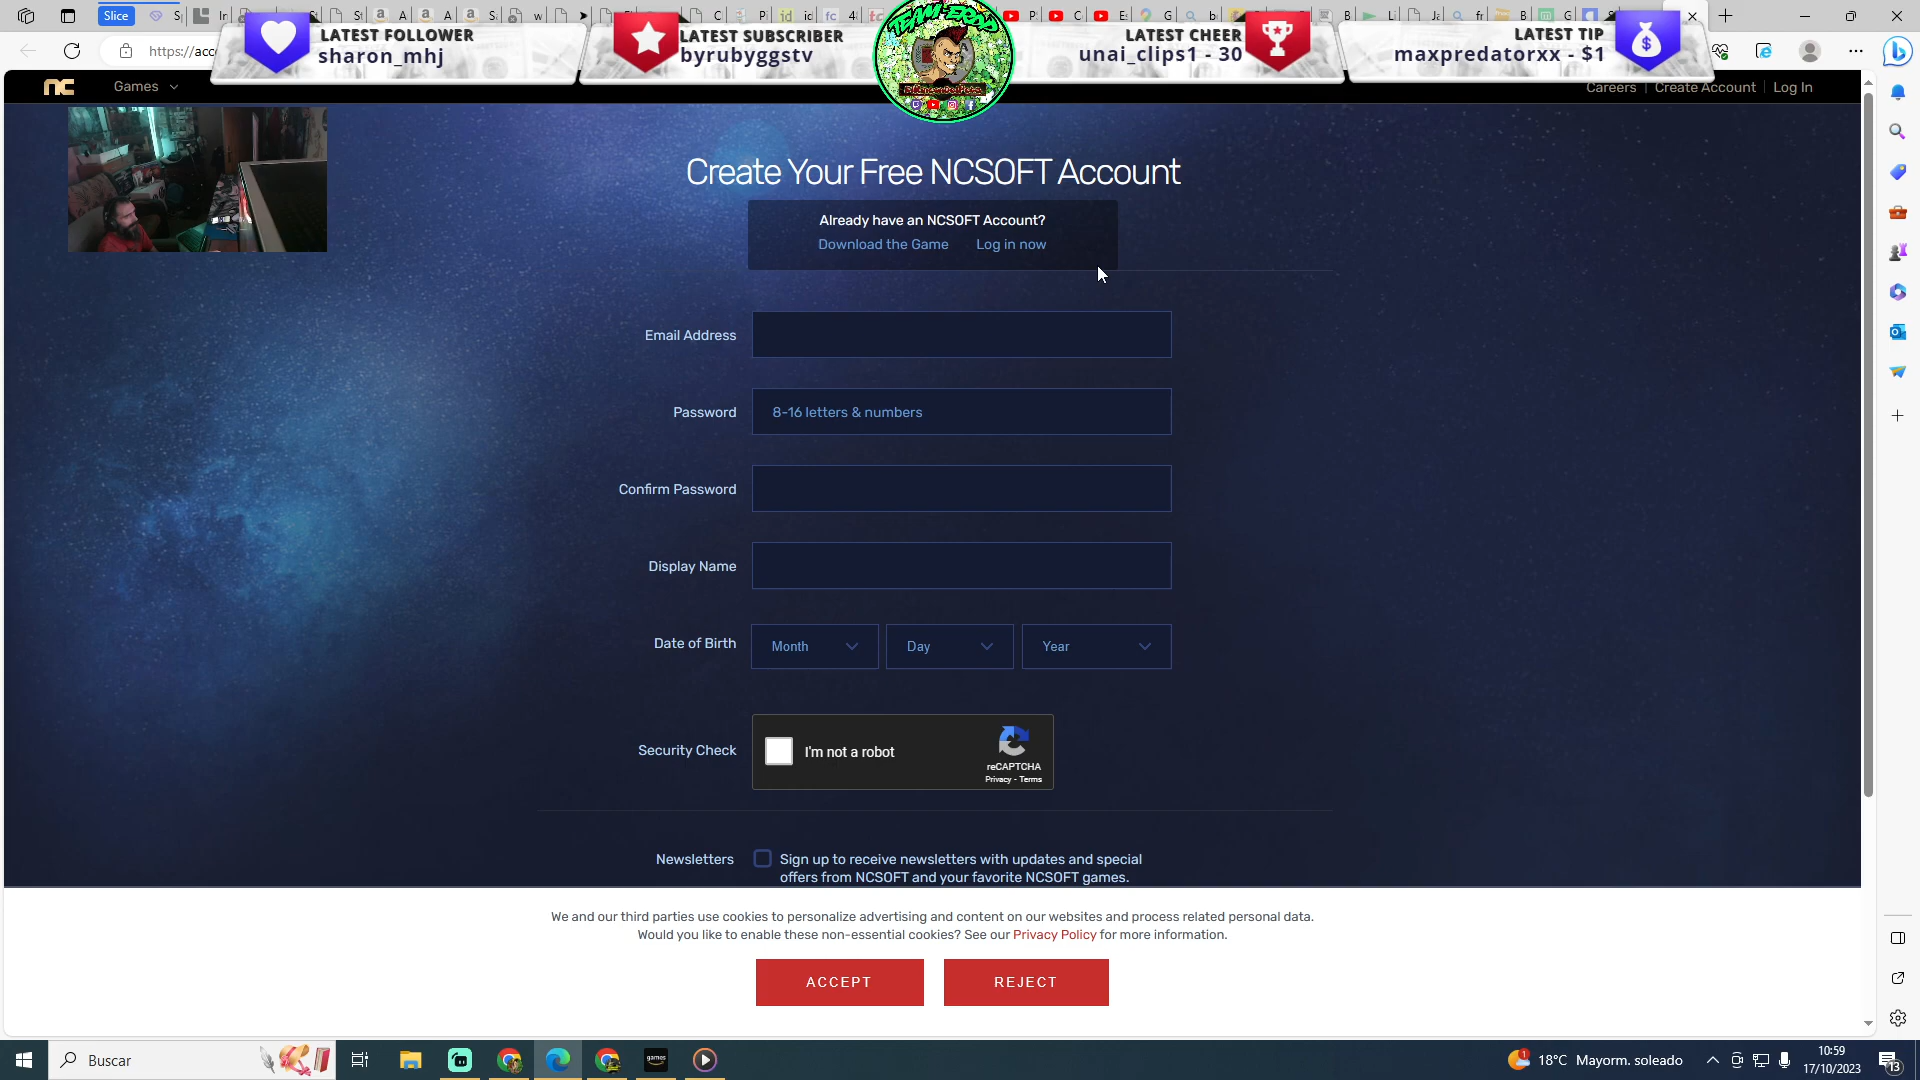 Slice
https://acc
LATEST FOLLOWER
sharon_mhj
LATEST SUBSCRIBER
byrubyggstv
TEAM ERDAP
LATEST CHEER
unai_clips1 - 30
LATEST TIP
maxpredatorxx - $1
Games
Careers | Create Account | Log In
Create Your Free NCSOFT Account
Already have an NCSOFT Account?
Download the Game Log in now
Email Address
Password 8-16 letters & numbers
Confirm Password
Display Name
Date of Birth Month Day Year
Security Check I'm not a robot
reCAPTCHA
Privacy - Terms
Newsletters Sign up to receive newsletters with updates and special
offers from NCSOFT and your favorite NCSOFT games.
We and our third parties use cookies to personalize advertising and content on our websites and process related personal data.
Would you like to enable these non-essential cookies? See our Privacy Policy for more information.
ACCEPT REJECT
Buscar
games
18°C Mayorm. soleado
10:59
17/10/2023
13